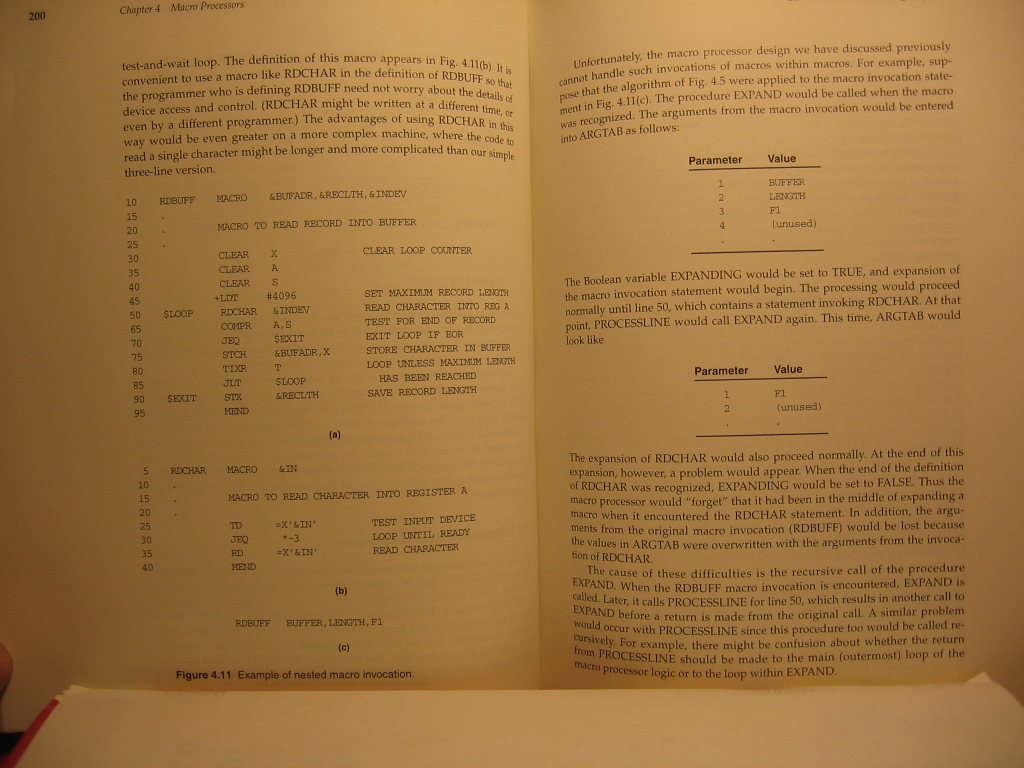 200
Chapter 4 Macro Processors
test-and-wait loop. The definition of this macro appears in Fig. 4.11(b). It is
convenient to use a macro like RDCHAR in the definition of RDBUFF so that
the programmer who is defining RDBUFF need not worry about the details of
device access and control. (RDCHAR might be written at a different time, or
even by a different programmer.) The advantages of using RDCHAR in this
way would be even greater on a more complex machine, where the code to
read a single character might be longer and more complicated than our simple
three-line version.
10 RDBUFF MACRO &BUFADR,&RECLTH,&INDEV
15 .
20 . MACRO TO READ RECORD INTO BUFFER
25 .
30 CLEAR X CLEAR LOOP COUNTER
35 CLEAR A
40 CLEAR S
45 +LDT #4096 SET MAXIMUM RECORD LENGTH
50 $LOOP RDCHAR &INDEV READ CHARACTER INTO REG A
65 COMPR A,S TEST FOR END OF RECORD
70 JEQ $EXIT EXIT LOOP IF EOR
75 STCH &BUFADR,X STORE CHARACTER IN BUFFER
80 TIXR T LOOP UNLESS MAXIMUM LENGTH
85 JLT $LOOP HAS BEEN REACHED
90 $EXIT STX &RECLTH SAVE RECORD LENGTH
95 MEND
(a)
5 RDCHAR MACRO &IN
10 .
15 . MACRO TO READ CHARACTER INTO REGISTER A
20 .
25 TD =X'&IN' TEST INPUT DEVICE
30 JEQ *-3 LOOP UNTIL READY
35 RD =X'&IN' READ CHARACTER
40 MEND
(b)
RDBUFF BUFFER,LENGTH,F1
(c)
Figure 4.11 Example of nested macro invocation.
Unfortunately, the macro processor design we have discussed previously
cannot handle such invocations of macros within macros. For example, sup-
pose that the algorithm of Fig. 4.5 were applied to the macro invocation state-
ment in Fig. 4.11(c). The procedure EXPAND would be called when the macro
was recognized. The arguments from the macro invocation would be entered
into ARGTAB as follows:
Parameter Value
1 BUFFER
2 LENGTH
3 F1
4 (unused)
. .
The Boolean variable EXPANDING would be set to TRUE, and expansion of
the macro invocation statement would begin. The processing would proceed
normally until line 50, which contains a statement invoking RDCHAR. At that
point, PROCESSLINE would call EXPAND again. This time, ARGTAB would
look like
Parameter Value
1 F1
2 (unused)
. .
The expansion of RDCHAR would also proceed normally. At the end of this
expansion, however, a problem would appear. When the end of the definition
of RDCHAR was recognized, EXPANDING would be set to FALSE. Thus the
macro processor would "forget" that it had been in the middle of expanding a
macro when it encountered the RDCHAR statement. In addition, the argu-
ments from the original macro invocation (RDBUFF) would be lost because
the values in ARGTAB were overwritten with the arguments from the invoca-
tion of RDCHAR.
The cause of these difficulties is the recursive call of the procedure
EXPAND. When the RDBUFF macro invocation is encountered, EXPAND is
called. Later, it calls PROCESSLINE for line 50, which results in another call to
EXPAND before a return is made from the original call. A similar problem
would occur with PROCESSLINE since this procedure too would be called re-
cursively. For example, there might be confusion about whether the return
from PROCESSLINE should be made to the main (outermost) loop of the
macro processor logic or to the loop within EXPAND.